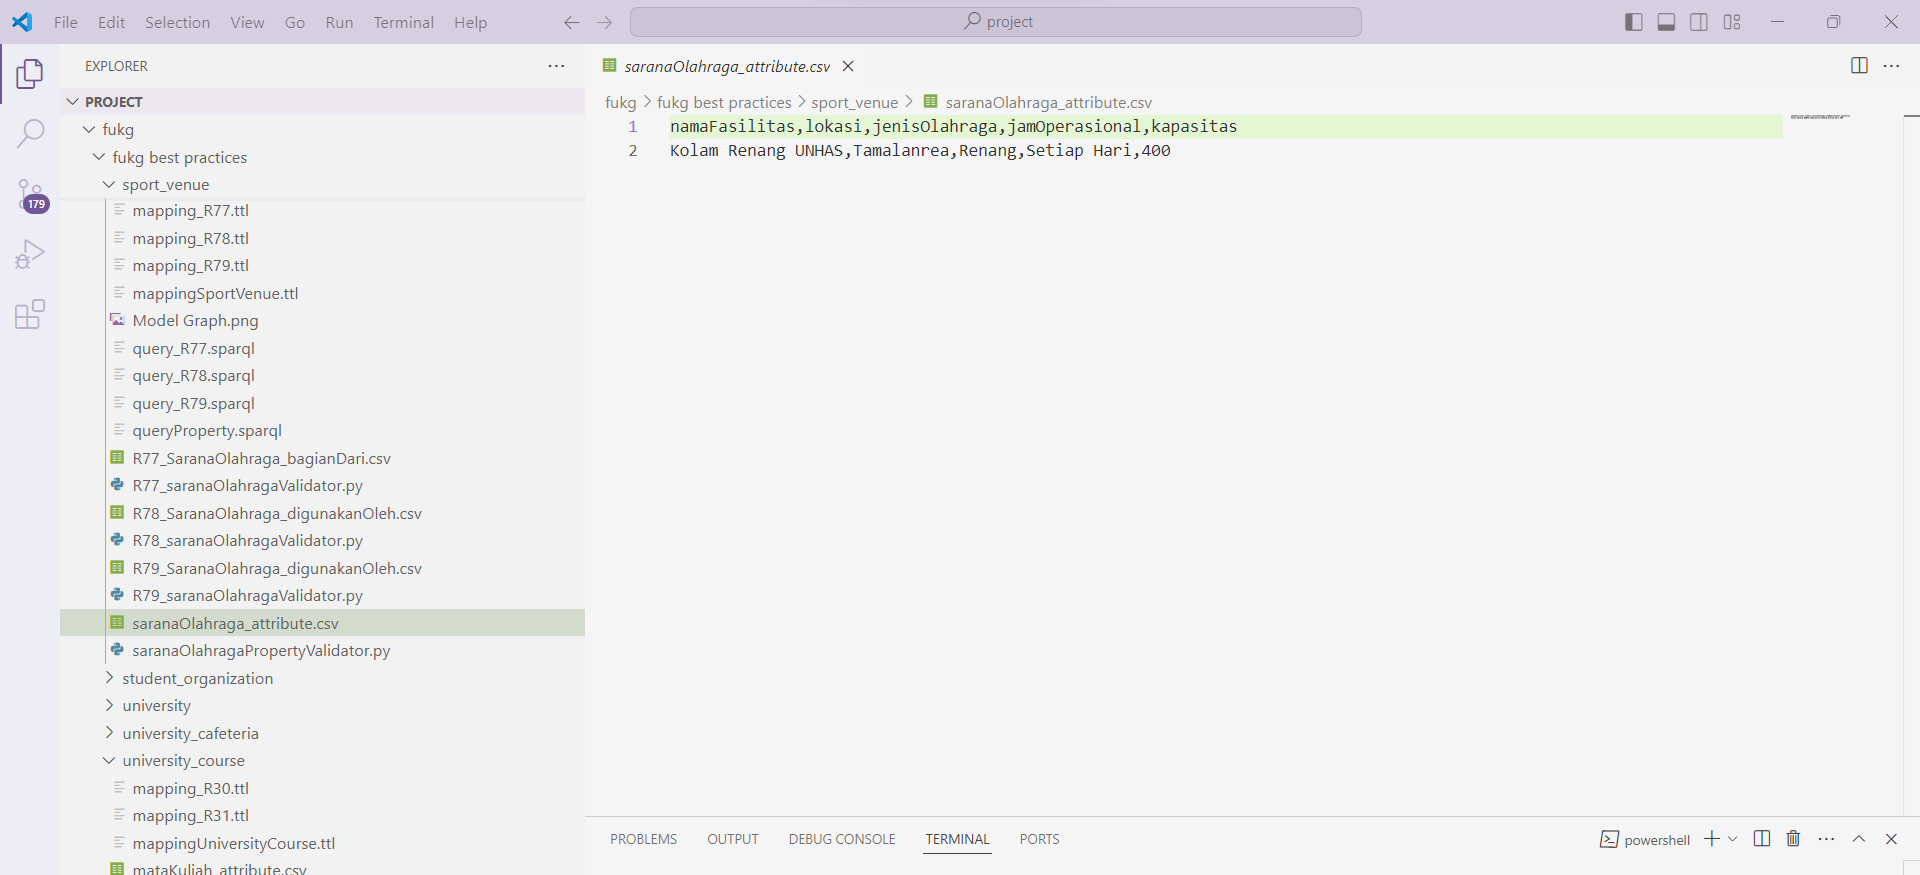 File Edit Selection View Go Run Terminal Help
project
EXPLORER
PROJECT
fukg
fukg best practices
sport_venue
mapping_R77.ttl
mapping_R78.ttl
mapping_R79.ttl
mappingSportVenue.ttl
Model Graph.png
query_R77.sparql
query_R78.sparql
query_R79.sparql
queryProperty.sparql
R77_SaranaOlahraga_bagianDari.csv
R77_saranaOlahragaValidator.py
R78_SaranaOlahraga_digunakanOleh.csv
R78_saranaOlahragaValidator.py
R79_SaranaOlahraga_digunakanOleh.csv
R79_saranaOlahragaValidator.py
saranaOlahraga_attribute.csv
saranaOlahragaPropertyValidator.py
student_organization
university
university_cafeteria
university_course
mapping_R30.ttl
mapping_R31.ttl
mappingUniversityCourse.ttl
mataKuliah_attribute.csv
179
saranaOlahraga_attribute.csv
fukg > fukg best practices > sport_venue > saranaOlahraga_attribute.csv
1 namaFasilitas,lokasi,jenisOlahraga,jamOperasional,kapasitas
2 Kolam Renang UNHAS,Tamalanrea,Renang,Setiap Hari,400
PROBLEMS OUTPUT DEBUG CONSOLE TERMINAL PORTS
powershell